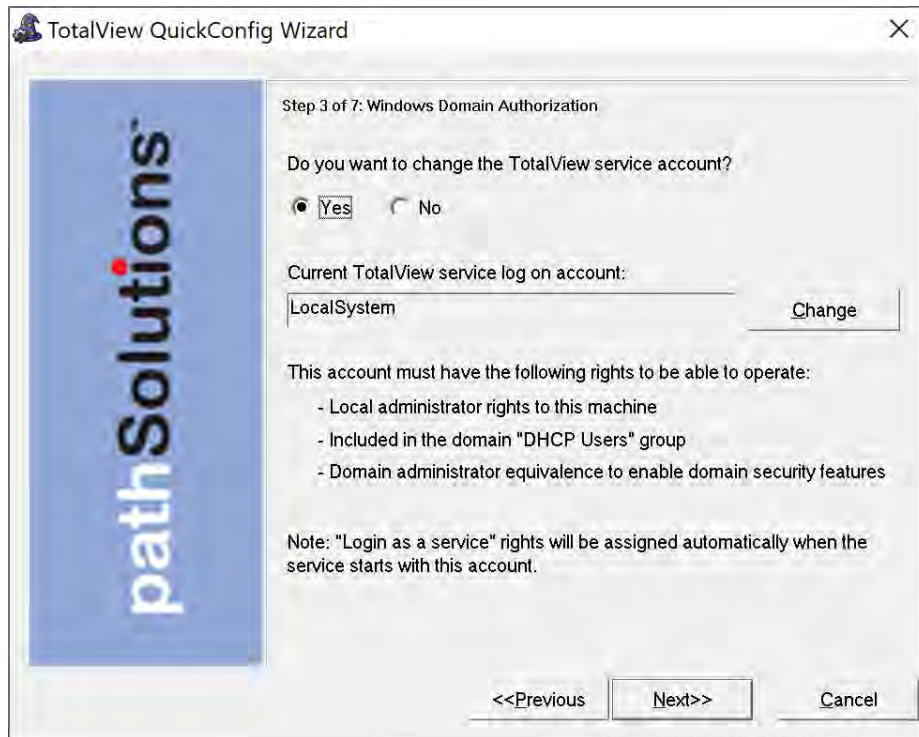 TotalView QuickConfig Wizard
pathSolutions™
Step 3 of 7: Windows Domain Authorization
Do you want to change the TotalView service account?
Yes No
Current TotalView service log on account:
LocalSystem Change
This account must have the following rights to be able to operate:
- Local administrator rights to this machine
- Included in the domain "DHCP Users" group
- Domain administrator equivalence to enable domain security features
Note: "Login as a service" rights will be assigned automatically when the
service starts with this account.
<<Previous Next>> Cancel